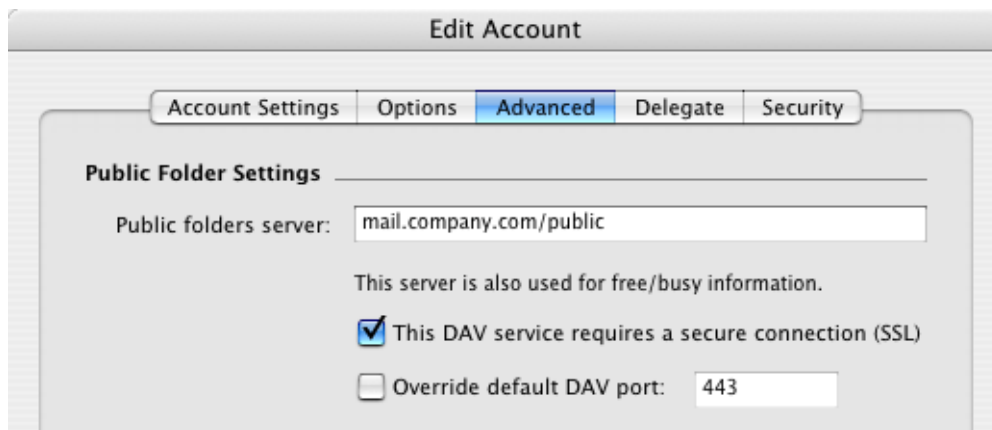 Edit Account
Account Settings Options Advanced Delegate Security
Public Folder Settings
Public folders server: mail.company.com/public
This server is also used for free/busy information.
This DAV service requires a secure connection (SSL)
Override default DAV port: 443